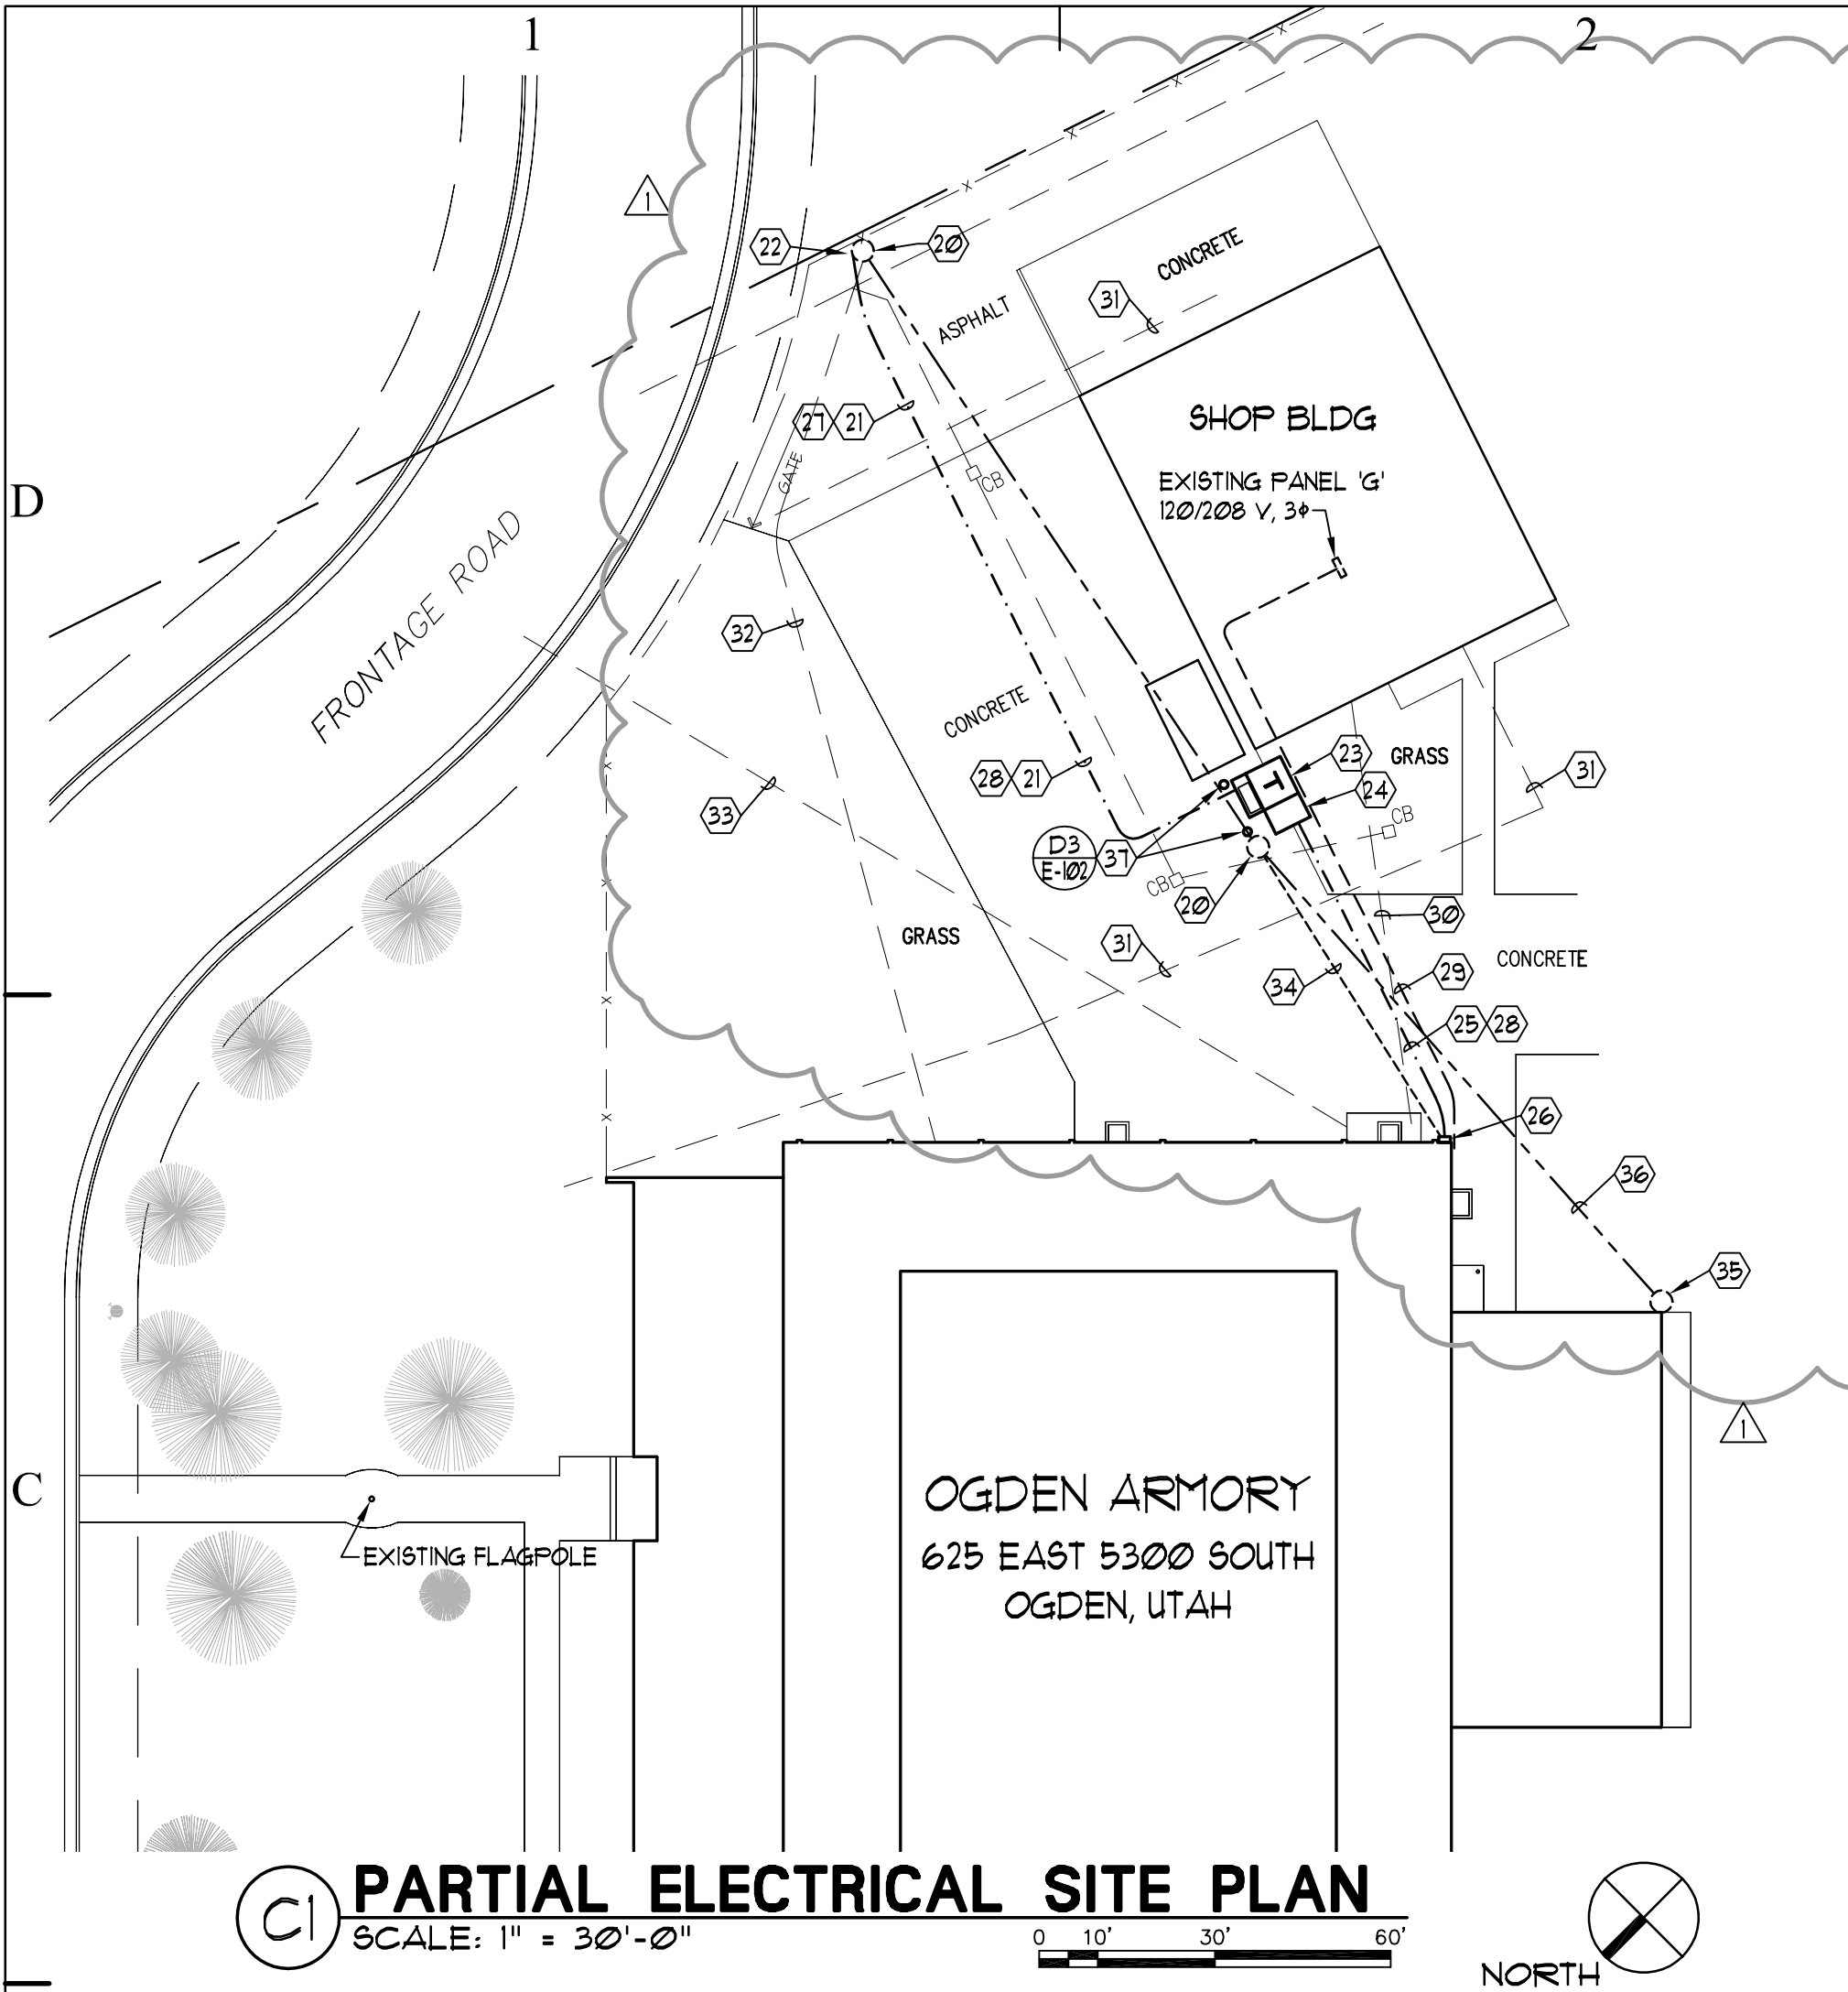 1
2
1
22
20
CONCRETE
31
ASPHALT
27 21
SHOP BLDG
GATE
CB
EXISTING PANEL 'G'
120/208 V, 3φ
D
FRONTAGE ROAD
32
CONCRETE
23
GRASS
28 21
T
31
24
33
CB
D3
E-102
37
CB
20
30
GRASS
31
CONCRETE
34
29
25 28
26
36
35
1
OGDEN ARMORY
C
625 EAST 5300 SOUTH
EXISTING FLAGPOLE
OGDEN, UTAH
C1
PARTIAL ELECTRICAL SITE PLAN
SCALE: 1" = 30'-0"
0 10' 30' 60'
NORTH